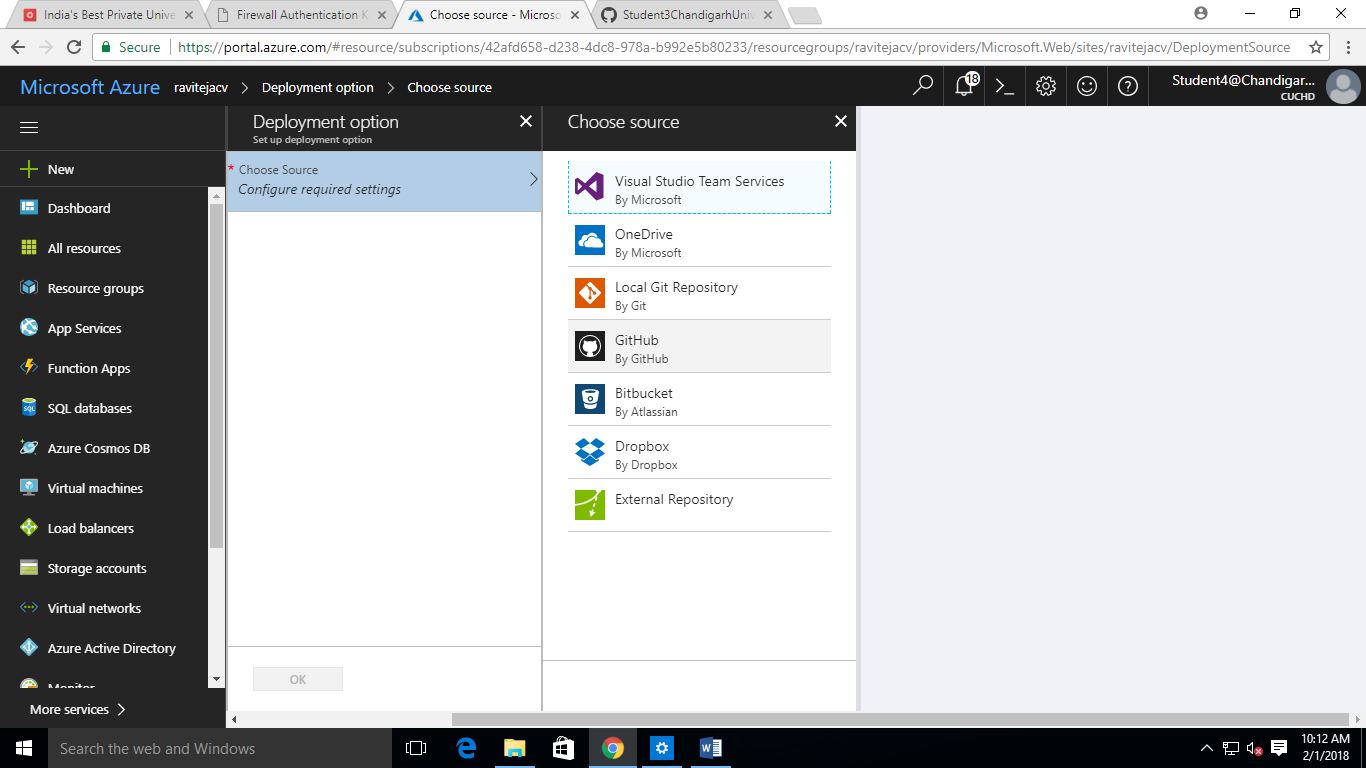 India's Best Private Unive
Firewall Authentication K
Choose source - Microso
Student3ChandigarhUni
Secure
https://portal.azure.com/#resource/subscriptions/42afd658-d238-4dc8-978a-b992e5b80233/resourcegroups/ravitejacv/providers/Microsoft.Web/sites/ravitejacv/DeploymentSource
Microsoft Azure
ravitejacv
Deployment option
Choose source
18
Student4@Chandigar...
CUCHD
New
Dashboard
All resources
Resource groups
App Services
Function Apps
SQL databases
Azure Cosmos DB
Virtual machines
Load balancers
Storage accounts
Virtual networks
Azure Active Directory
Monitor
More services
Deployment option
Set up deployment option
* Choose Source
Configure required settings
OK
Choose source
Visual Studio Team Services
By Microsoft
OneDrive
By Microsoft
Local Git Repository
By Git
GitHub
By GitHub
Bitbucket
By Atlassian
Dropbox
By Dropbox
External Repository
Search the web and Windows
10:12 AM
2/1/2018